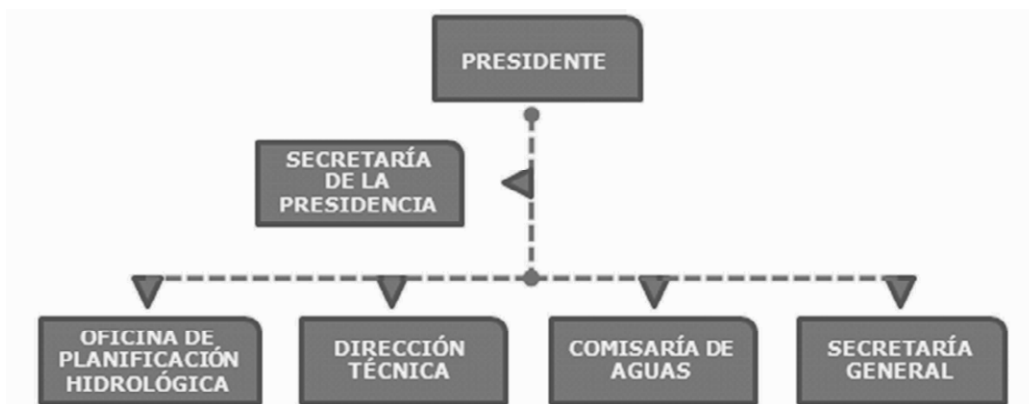 PRESIDENTE
SECRETARÍA
DE LA
PRESIDENCIA
OFICINA DE
PLANIFICACIÓN
HIDROLÓGICA
DIRECCIÓN
TÉCNICA
COMISARÍA DE
AGUAS
SECRETARÍA
GENERAL